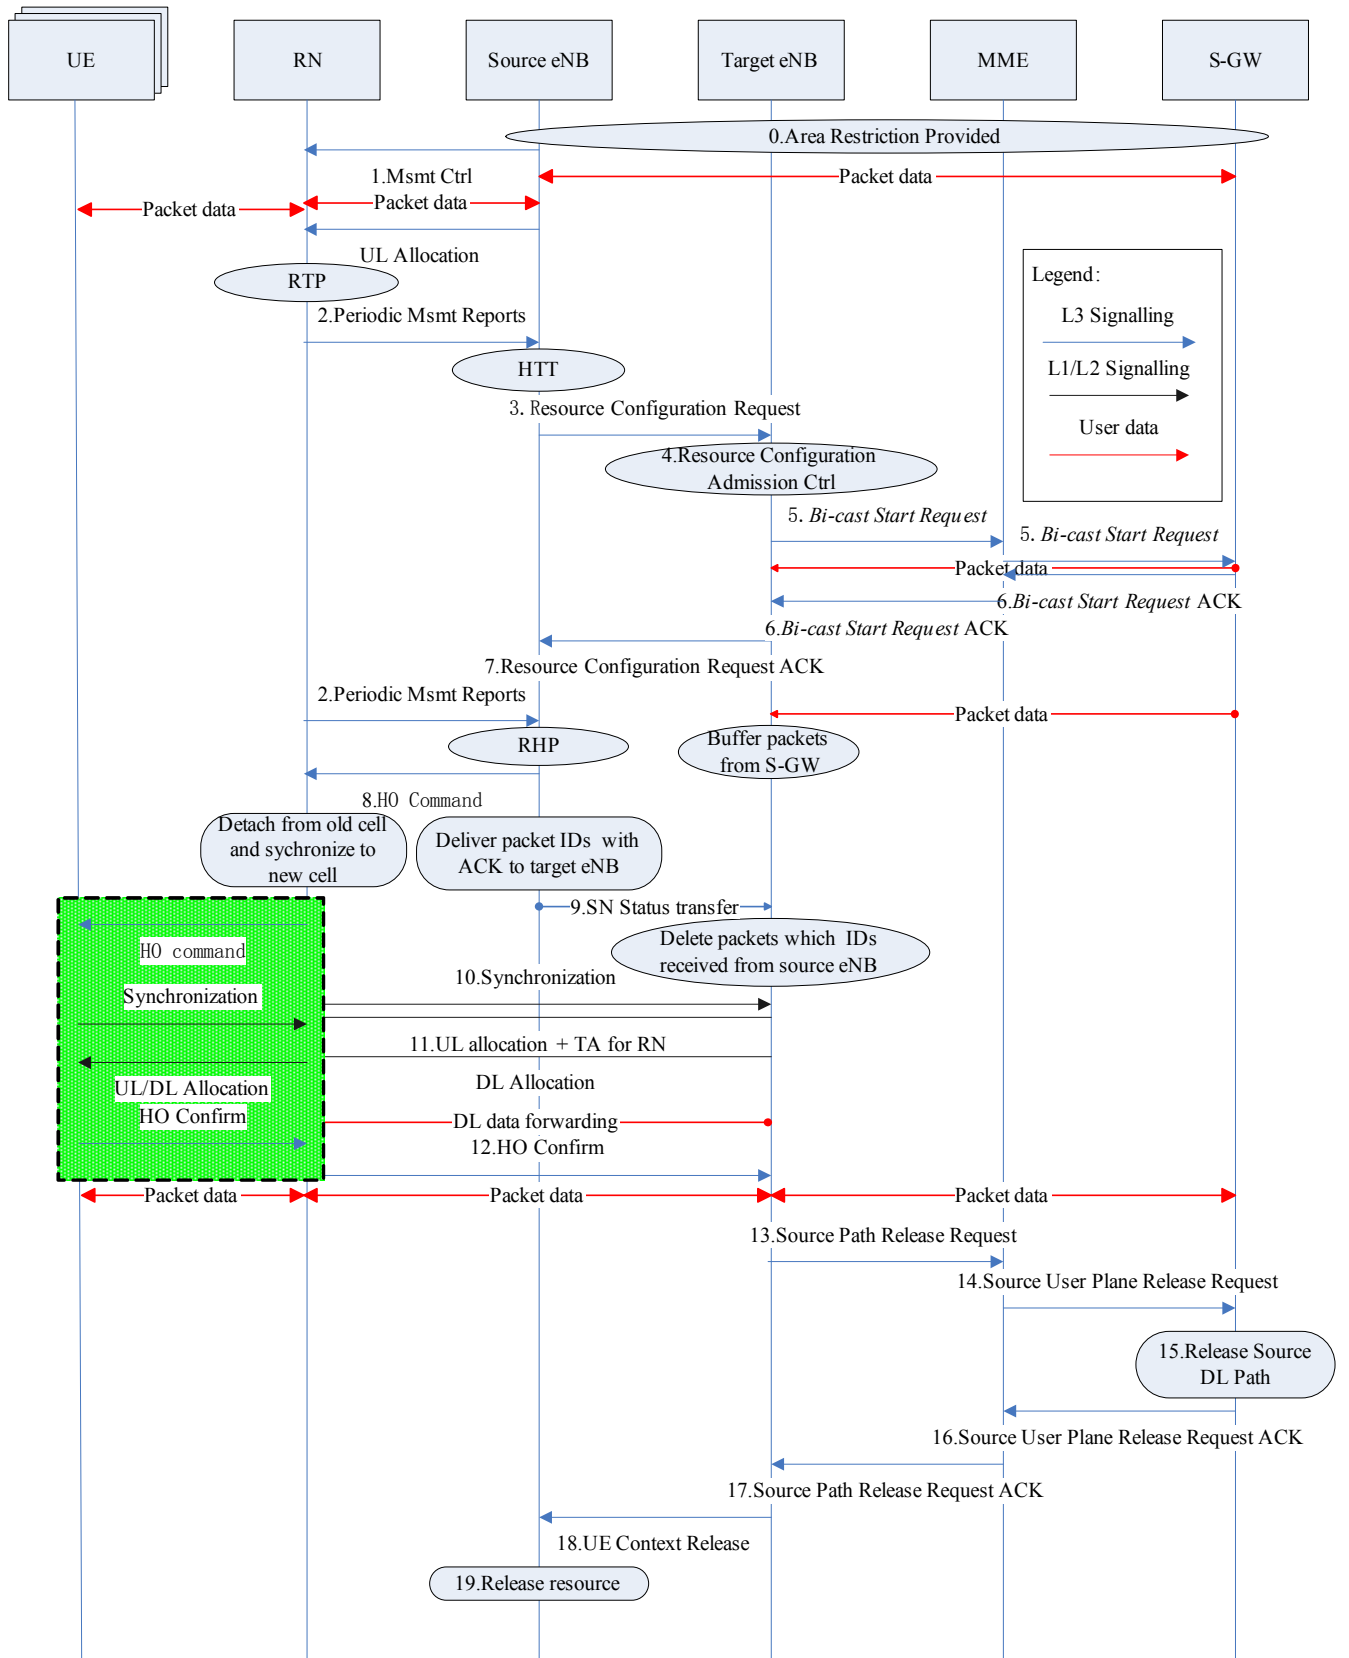 UE
RN
Source eNB
Target eNB
MME
S-GW
0.Area Restriction Provided
1.Msmt Ctrl
Packet data
Packet data
Packet data
UL Allocation
RTP
Legend:
L3 Signalling
L1/L2 Signalling
User data
2.Periodic Msmt Reports
HTT
3. Resource Configuration Request
4.Resource Configuration
Admission Ctrl
5. Bi-cast Start Request
5. Bi-cast Start Request
Packet data
6.Bi-cast Start Request ACK
6.Bi-cast Start Request ACK
7.Resource Configuration Request ACK
2.Periodic Msmt Reports
Packet data
RHP
Buffer packets
from S-GW
8.HO Command
Detach from old cell
and sychronize to
new cell
Deliver packet IDs with
ACK to target eNB
9.SN Status transfer
HO command
Delete packets which IDs
received from source eNB
10.Synchronization
Synchronization
11.UL allocation + TA for RN
UL/DL Allocation
DL Allocation
HO Confirm
DL data forwarding
12.HO Confirm
Packet data
Packet data
Packet data
13.Source Path Release Request
14.Source User Plane Release Request
15.Release Source
DL Path
16.Source User Plane Release Request ACK
17.Source Path Release Request ACK
18.UE Context Release
19.Release resource